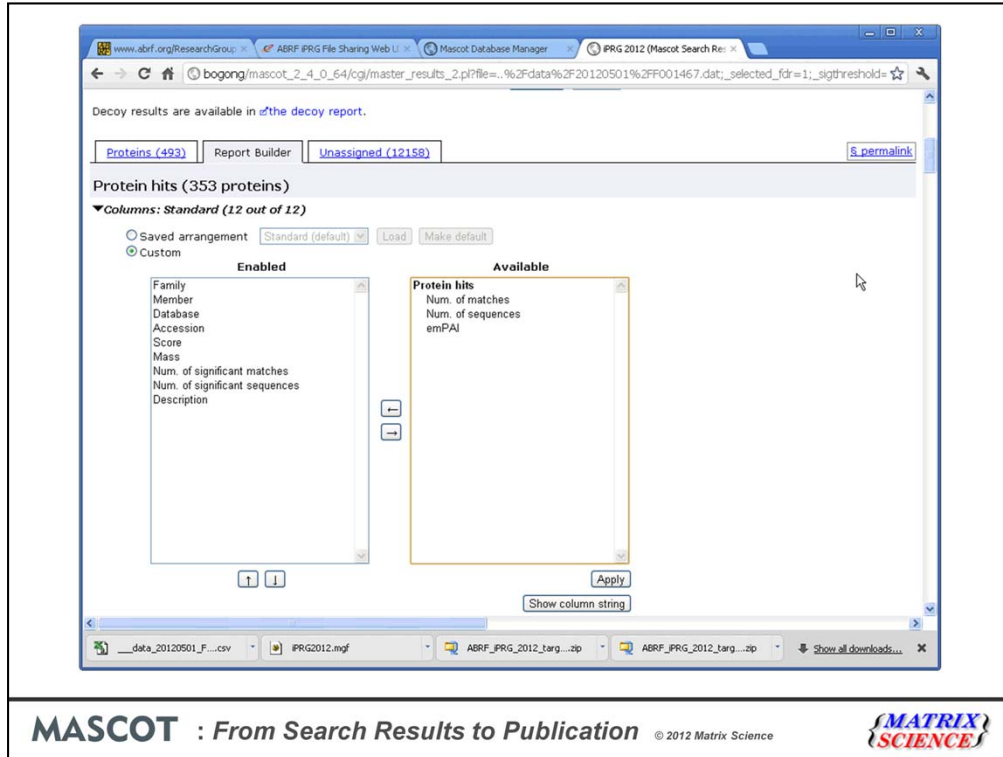 www.abrf.org/ResearchGroup
ABRF iPRG File Sharing Web U
Mascot Database Manager
iPRG 2012 (Mascot Search Res
bogong/mascot_2_4_0_64/cgi/master_results_2.pl?file=..%2Fdata%2F20120501%2FF001467.dat;_selected_fdr=1;_sigthreshold=
Decoy results are available in the decoy report.
Proteins (493)
Report Builder
Unassigned (12158)
§ permalink
Protein hits (353 proteins)
▼Columns: Standard (12 out of 12)
Saved arrangement
Standard (default)
Load
Make default
Custom
Enabled
Available
Family
Member
Database
Accession
Score
Mass
Num. of significant matches
Num. of significant sequences
Description
Protein hits
Num. of matches
Num. of sequences
emPAI
←
→
↑ ↓
Apply
Show column string
___data_20120501_F....csv
iPRG2012.mgf
ABRF_iPRG_2012_targ....zip
ABRF_iPRG_2012_targ....zip
Show all downloads...
MASCOT : From Search Results to Publication © 2012 Matrix Science
{MATRIX}
{SCIENCE}